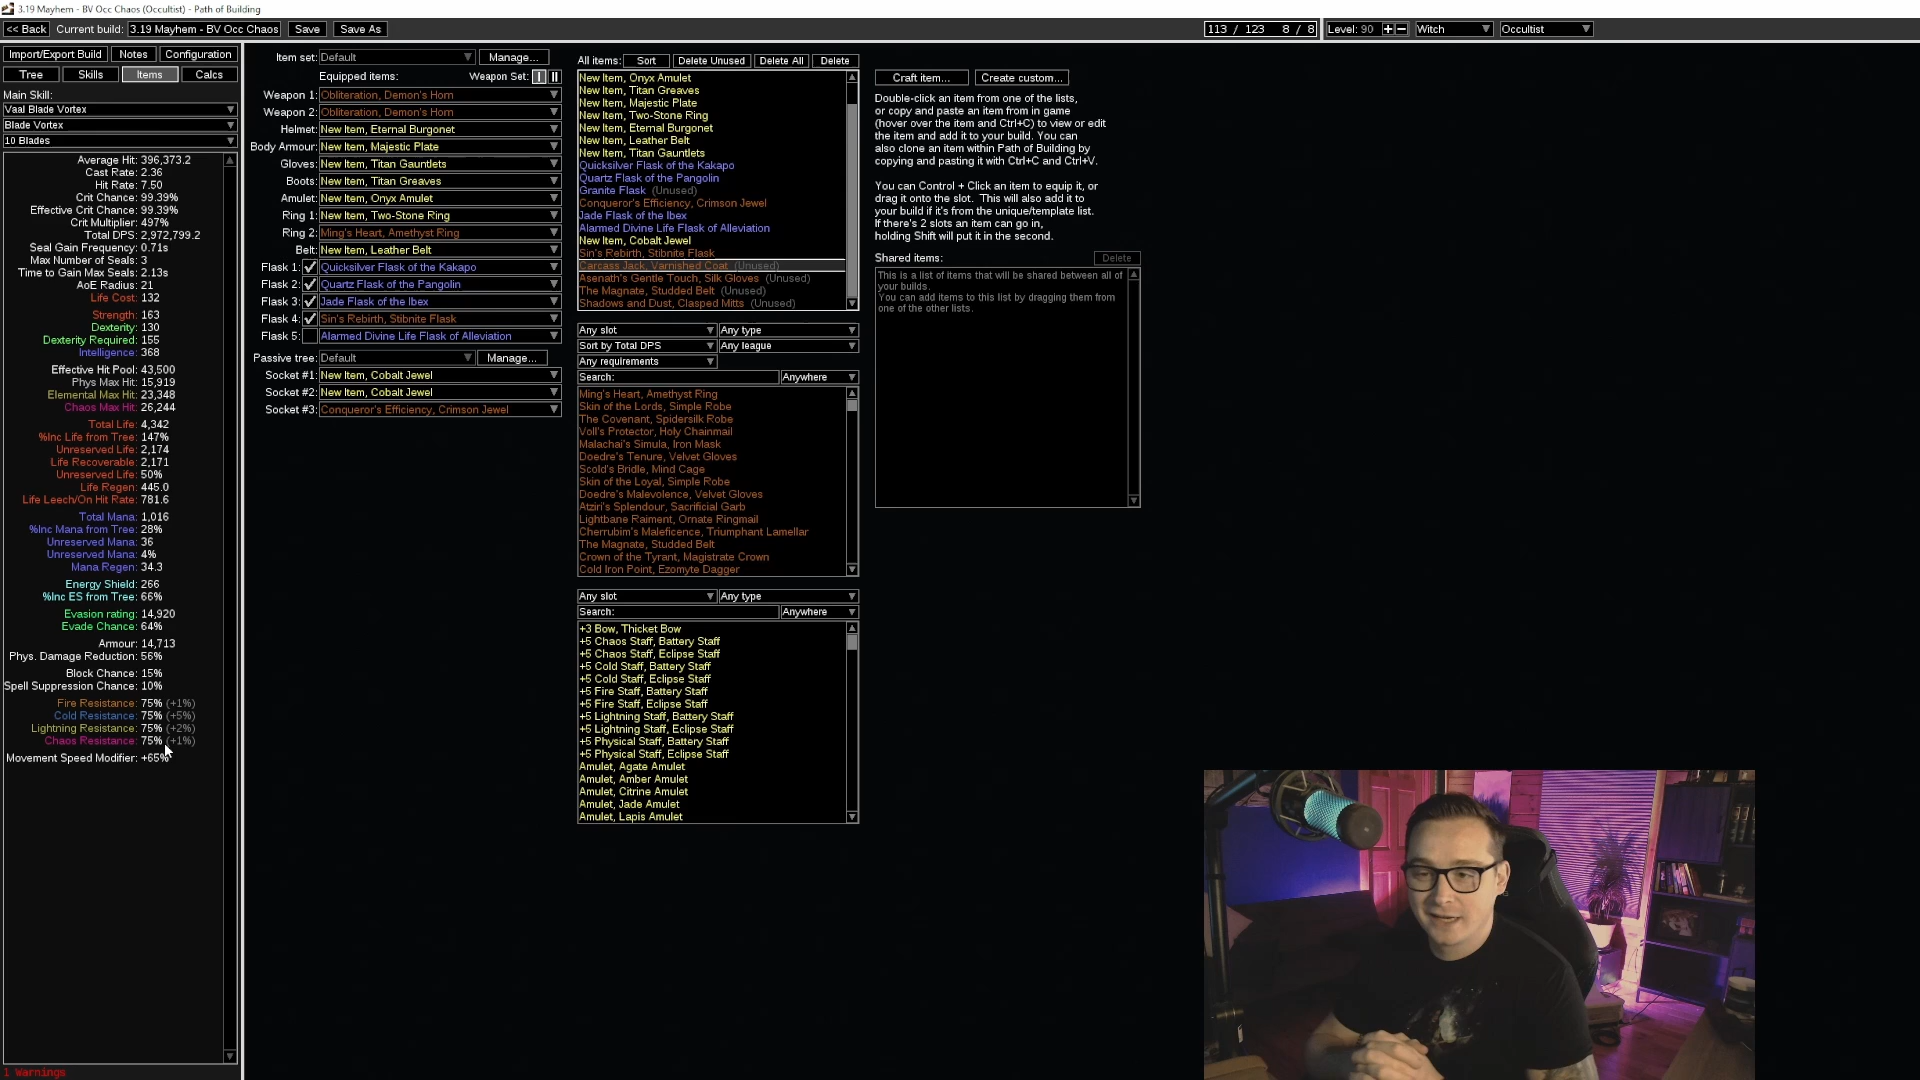 3.19 Mayhem - BV Occ Chaos (Occultist) - Path of Building
<< Back
Current build: 3.19 Mayhem - BV Occ Chaos
Save
Save As
113 / 123 8 / 8
Level: 90 + -
Witch
Occultist
Import/Export Build
Notes
Configuration
Tree
Skills
Items
Calcs
Main Skill:
Vaal Blade Vortex
Blade Vortex
10 Blades
Average Hit: 396,373.2
Cast Rate: 2.36
Hit Rate: 7.50
Crit Chance: 99.39%
Effective Crit Chance: 99.39%
Crit Multiplier: 497%
Total DPS: 2,972,799.2
Seal Gain Frequency: 0.71s
Max Number of Seals: 3
Time to Gain Max Seals: 2.13s
AoE Radius: 21
Life Cost: 132
Strength: 163
Dexterity: 130
Dexterity Required: 155
Intelligence: 368
Effective Hit Pool: 43,500
Phys Max Hit: 15,919
Elemental Max Hit: 23,348
Chaos Max Hit: 26,244
Total Life: 4,342
%Inc Life from Tree: 147%
Unreserved Life: 2,174
Life Recoverable: 2,171
Unreserved Life: 50%
Life Regen: 445.0
Life Leech/On Hit Rate: 781.6
Total Mana: 1,016
%Inc Mana from Tree: 28%
Unreserved Mana: 36
Unreserved Mana: 4%
Mana Regen: 34.3
Energy Shield: 266
%Inc ES from Tree: 66%
Evasion rating: 14,920
Evade Chance: 64%
Armour: 14,713
Phys. Damage Reduction: 56%
Block Chance: 15%
Spell Suppression Chance: 10%
Fire Resistance: 75% (+1%)
Cold Resistance: 75% (+5%)
Lightning Resistance: 75% (+2%)
Chaos Resistance: 75% (+1%)
Movement Speed Modifier: +65%
1 Warnings
Item set: Default
Manage...
Equipped items:
Weapon Set: I II
Weapon 1: Obliteration, Demon's Horn
Weapon 2: Obliteration, Demon's Horn
Helmet: New Item, Eternal Burgonet
Body Armour: New Item, Majestic Plate
Gloves: New Item, Titan Gauntlets
Boots: New Item, Titan Greaves
Amulet: New Item, Onyx Amulet
Ring 1: New Item, Two-Stone Ring
Ring 2: Ming's Heart, Amethyst Ring
Belt: New Item, Leather Belt
Flask 1: Quicksilver Flask of the Kakapo
Flask 2: Quartz Flask of the Pangolin
Flask 3: Jade Flask of the Ibex
Flask 4: Sin's Rebirth, Stibnite Flask
Flask 5: Alarmed Divine Life Flask of Alleviation
Passive tree: Default
Manage...
Socket #1: New Item, Cobalt Jewel
Socket #2: New Item, Cobalt Jewel
Socket #3: Conqueror's Efficiency, Crimson Jewel
All items:
Sort
Delete Unused
Delete All
Delete
New Item, Onyx Amulet
New Item, Titan Greaves
New Item, Majestic Plate
New Item, Two-Stone Ring
New Item, Eternal Burgonet
New Item, Leather Belt
New Item, Titan Gauntlets
Quicksilver Flask of the Kakapo
Quartz Flask of the Pangolin
Granite Flask (Unused)
Conqueror's Efficiency, Crimson Jewel
Jade Flask of the Ibex
Alarmed Divine Life Flask of Alleviation
New Item, Cobalt Jewel
Sin's Rebirth, Stibnite Flask
Carcass Jack, Varnished Coat (Unused)
Asenath's Gentle Touch, Silk Gloves (Unused)
The Magnate, Studded Belt (Unused)
Shadows and Dust, Clasped Mitts (Unused)
Any slot
Any type
Sort by Total DPS
Any league
Any requirements
Search:
Anywhere
Ming's Heart, Amethyst Ring
Skin of the Lords, Simple Robe
The Covenant, Spidersilk Robe
Voll's Protector, Holy Chainmail
Malachai's Simula, Iron Mask
Doedre's Tenure, Velvet Gloves
Scold's Bridle, Mind Cage
Skin of the Loyal, Simple Robe
Doedre's Malevolence, Velvet Gloves
Atziri's Splendour, Sacrificial Garb
Lightbane Raiment, Ornate Ringmail
Cherrubim's Maleficence, Triumphant Lamellar
The Magnate, Studded Belt
Crown of the Tyrant, Magistrate Crown
Cold Iron Point, Ezomyte Dagger
Any slot
Any type
Search:
Anywhere
+3 Bow, Thicket Bow
+5 Chaos Staff, Battery Staff
+5 Chaos Staff, Eclipse Staff
+5 Cold Staff, Battery Staff
+5 Cold Staff, Eclipse Staff
+5 Fire Staff, Battery Staff
+5 Fire Staff, Eclipse Staff
+5 Lightning Staff, Battery Staff
+5 Lightning Staff, Eclipse Staff
+5 Physical Staff, Battery Staff
+5 Physical Staff, Eclipse Staff
Amulet, Agate Amulet
Amulet, Amber Amulet
Amulet, Citrine Amulet
Amulet, Jade Amulet
Amulet, Lapis Amulet
Craft item...
Create custom...
Double-click an item from one of the lists,
or copy and paste an item from in game
(hover over the item and Ctrl+C) to view or edit
the item and add it to your build. You can
also clone an item within Path of Building by
copying and pasting it with Ctrl+C and Ctrl+V.
You can Control + Click an item to equip it, or
drag it onto the slot. This will also add it to
your build if it's from the unique/template list.
If there's 2 slots an item can go in,
holding Shift will put it in the second.
Shared items:
Delete
This is a list of items that will be shared between all of
your builds.
You can add items to this list by dragging them from
one of the other lists.